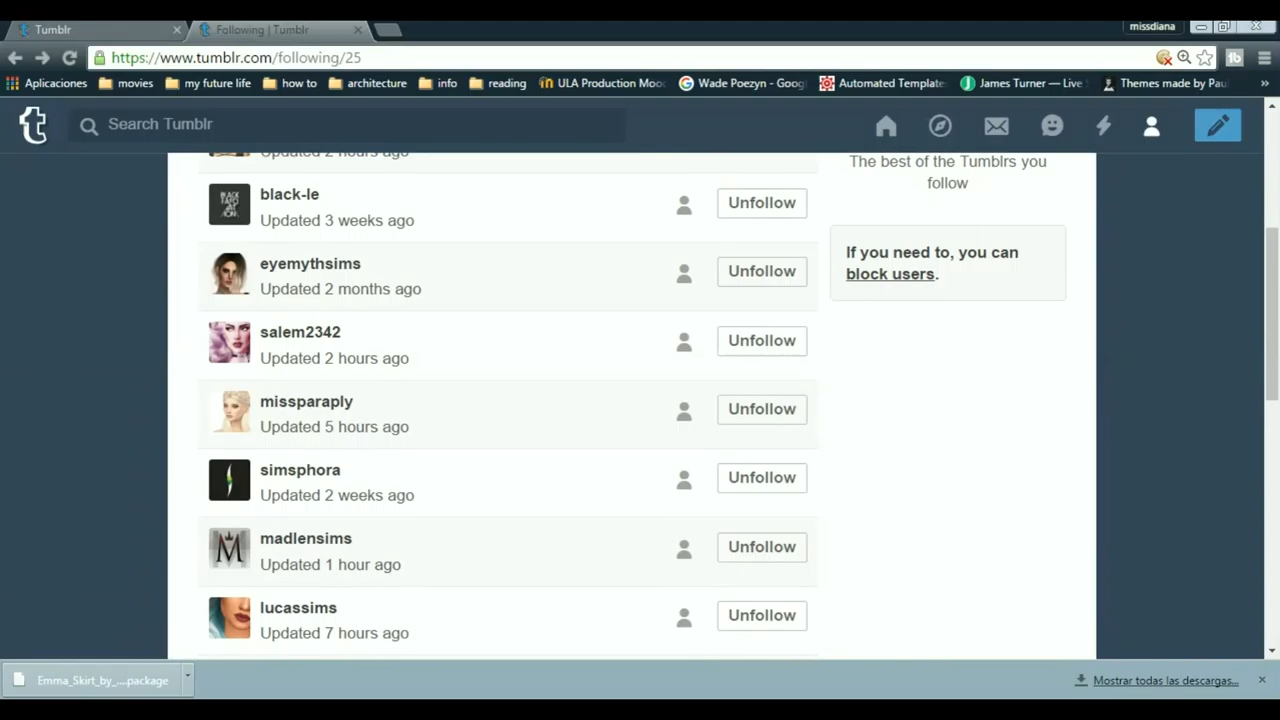 Tumblr
Following | Tumblr
missdiana
https://www.tumblr.com/following/25
Aplicaciones
movies
my future life
how to
architecture
info
reading
ULA Production Moo
Wade Poezyn - Goog
Automated Template
James Turner — Live
Themes made by Pau
Search Tumblr
Updated 2 hours ago
The best of the Tumblrs you
follow
black-le
Updated 3 weeks ago
Unfollow
If you need to, you can
block users.
eyemythsims
Updated 2 months ago
Unfollow
salem2342
Updated 2 hours ago
Unfollow
missparaply
Updated 5 hours ago
Unfollow
simsphora
Updated 2 weeks ago
Unfollow
M
madlensims
Updated 1 hour ago
Unfollow
lucassims
Updated 7 hours ago
Unfollow
Emma_Skirt_by_....package
Mostrar todas las descargas...